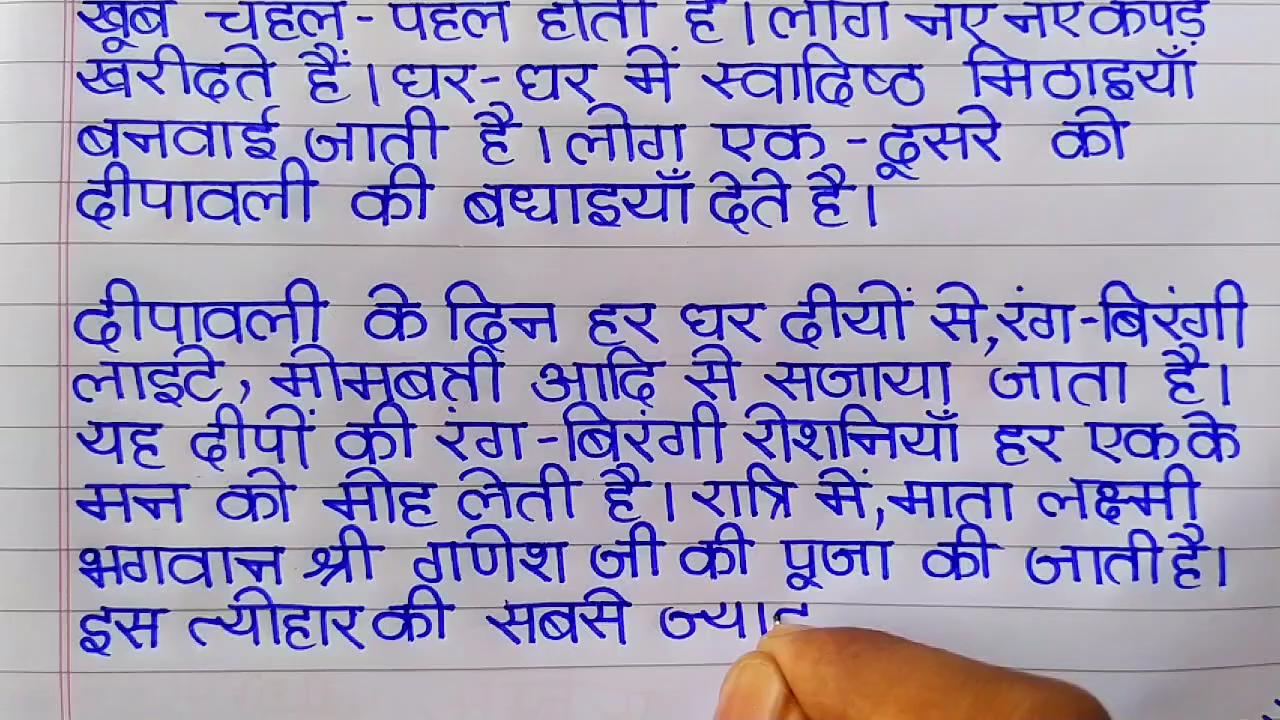 खूब चहल-पहल होती है। लोग नए नए कपड़े
खरीदते हैं। घर-घर में स्वादिष्ठ मिठाइयाँ
बनवाई जाती है। लोग एक-दूसरे को
दीपावली की बधाइयाँ देते है।
दीपावली के दिन हर घर दीयों से, रंग-बिरंगी
लाइटे, मोमबत्ती आदि से सजाया जाता है।
यह दीपों की रंग-बिरंगी रोशनियाँ हर एक के
मन को मोह लेती है। रात्रि में, माता लक्ष्मी
भगवान श्री गणेश जी की पूजा की जाती है।
इस त्यौहार की सबसे